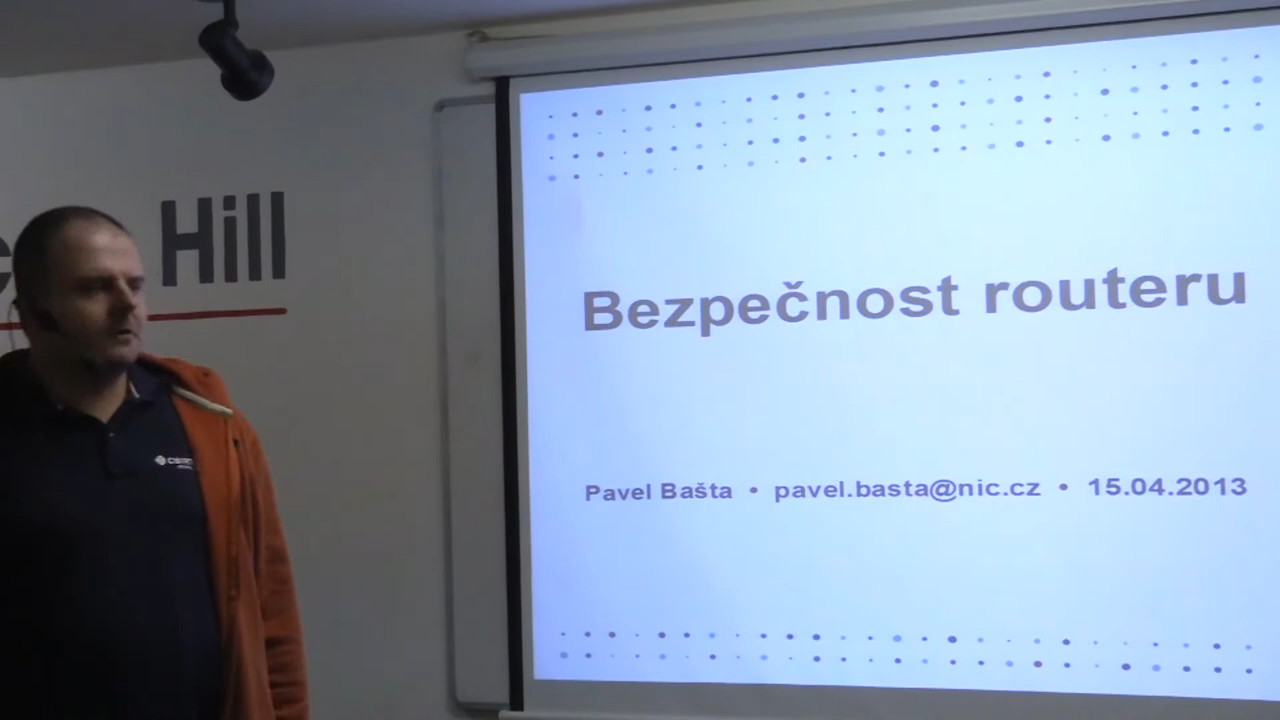 Hill
Bezpečnost routeru
Pavel Bašta • pavel.basta@nic.cz • 15.04.2013